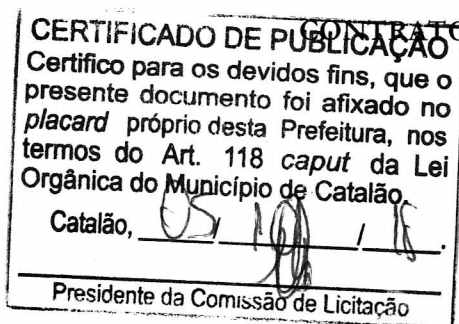 CONTRATO
CERTIFICADO DE PUBLICAÇÃO
Certifico para os devidos fins, que o
presente documento foi afixado no
placard próprio desta Prefeitura, nos
termos do Art. 118 caput da Lei
Orgânica do Município de Catalão.
Catalão, 05 / 10 / 18.
Presidente da Comissão de Licitação